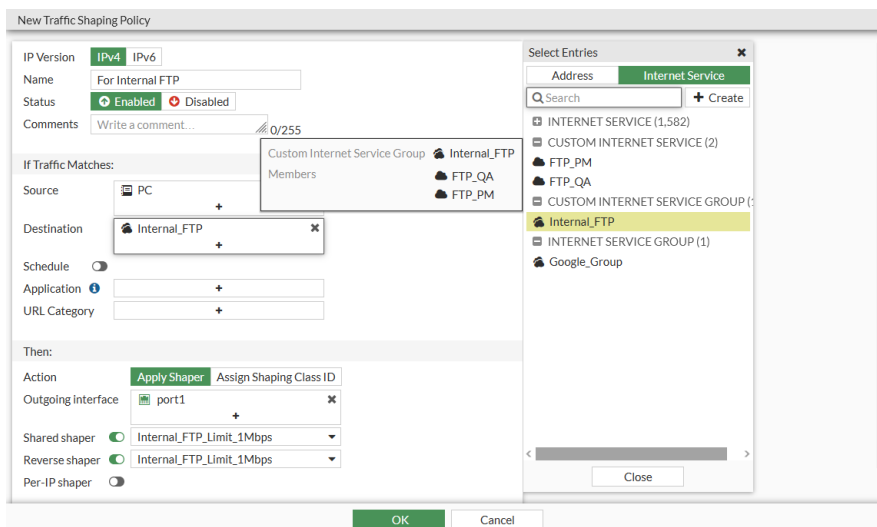 New Traffic Shaping Policy
IP Version IPv4 IPv6
Name For Internal FTP
Status Enabled Disabled
Comments Write a comment... 0/255
If Traffic Matches:
Source PC
+
Destination Internal_FTP
+
Schedule
Application +
URL Category +
Then:
Action Apply Shaper Assign Shaping Class ID
Outgoing interface port1
+
Shared shaper Internal_FTP_Limit_1Mbps
Reverse shaper Internal_FTP_Limit_1Mbps
Per-IP shaper
Custom Internet Service Group Internal_FTP
Members FTP_QA
FTP_PM
Select Entries
Address Internet Service
Search + Create
INTERNET SERVICE (1,582)
CUSTOM INTERNET SERVICE (2)
FTP_PM
FTP_QA
CUSTOM INTERNET SERVICE GROUP (
Internal_FTP
INTERNET SERVICE GROUP (1)
Google_Group
Close
OK Cancel